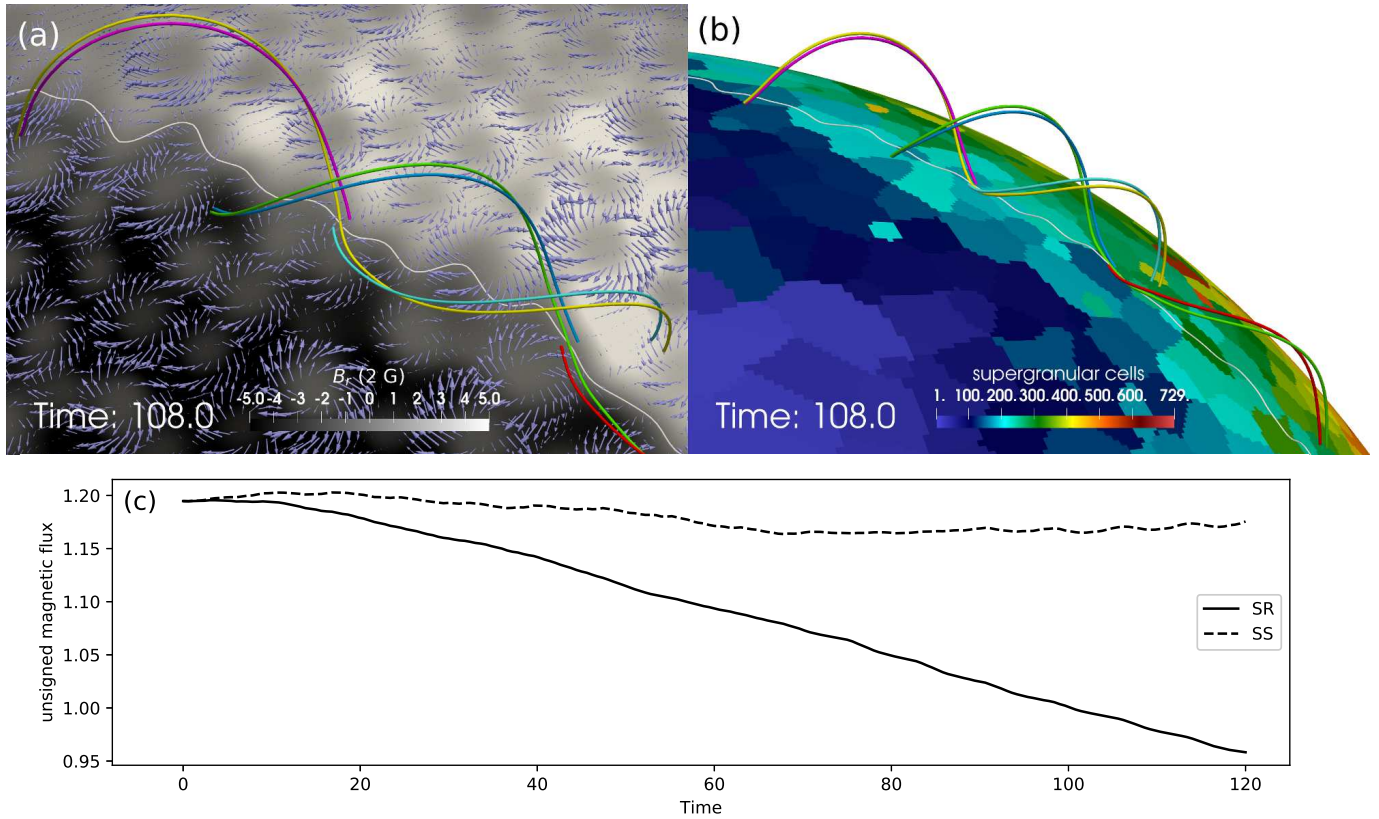 (a)
B_r (2 G)
-5.0 -4 -3 -2 -1 0 1 2 3 4 5.0
Time: 108.0
(b)
supergranular cells
1. 100. 200. 300. 400. 500. 600. 729.
Time: 108.0
(c)
unsigned magnetic flux
1.20
1.15
1.10
1.05
1.00
0.95
SR
SS
0 20 40 60 80 100 120
Time